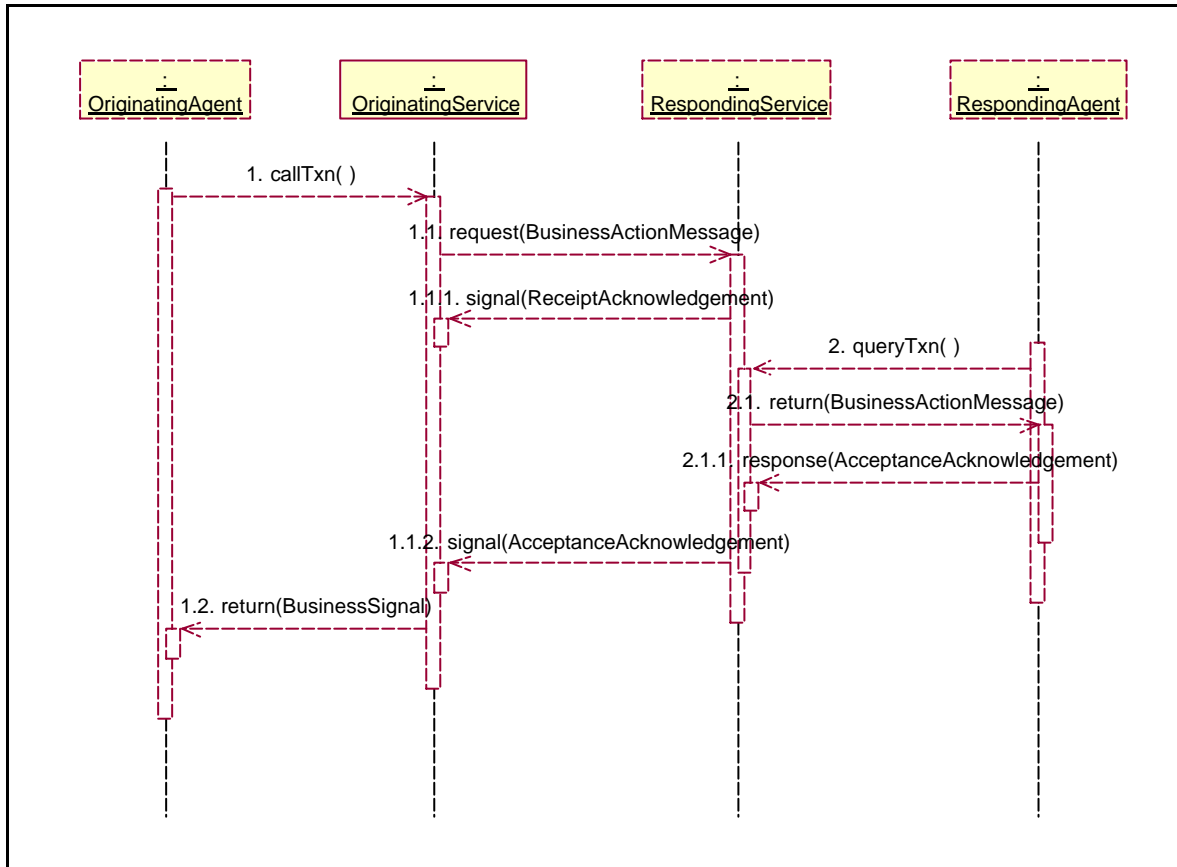 :
OriginatingAgent
:
OriginatingService
:
RespondingService
:
RespondingAgent
1. callTxn( )
1.1. request(BusinessActionMessage)
1.1.1. signal(ReceiptAcknowledgement)
2. queryTxn( )
2.1. return(BusinessActionMessage)
2.1.1. response(AcceptanceAcknowledgement)
1.1.2. signal(AcceptanceAcknowledgement)
1.2. return(BusinessSignal)